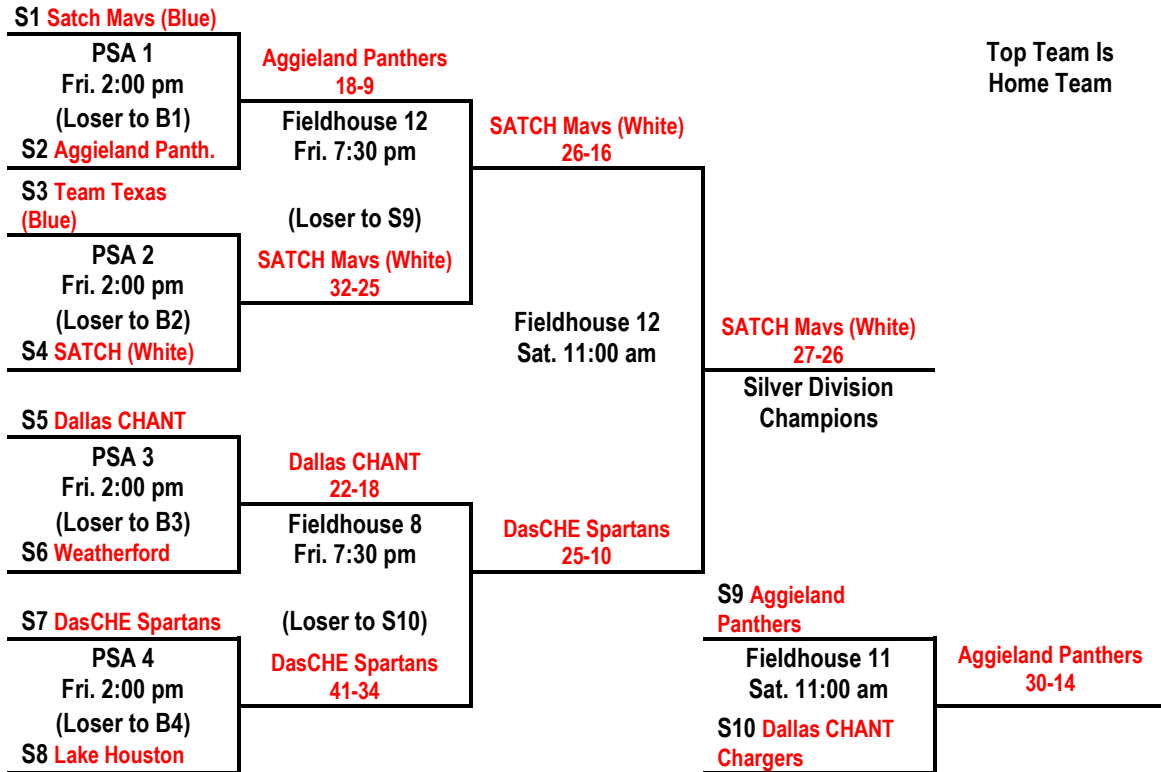 S1 Satch Mavs (Blue)
PSA 1
Fri. 2:00 pm
(Loser to B1)
S2 Aggieland Panth.
S3 Team Texas
(Blue)
PSA 2
Fri. 2:00 pm
(Loser to B2)
S4 SATCH (White)
S5 Dallas CHANT
PSA 3
Fri. 2:00 pm
(Loser to B3)
S6 Weatherford
S7 DasCHE Spartans
PSA 4
Fri. 2:00 pm
(Loser to B4)
S8 Lake Houston
Aggieland Panthers
18-9
Fieldhouse 12
Fri. 7:30 pm
(Loser to S9)
SATCH Mavs (White)
32-25
Dallas CHANT
22-18
Fieldhouse 8
Fri. 7:30 pm
(Loser to S10)
DasCHE Spartans
41-34
SATCH Mavs (White)
26-16
Fieldhouse 12
Sat. 11:00 am
DasCHE Spartans
25-10
SATCH Mavs (White)
27-26
Silver Division
Champions
Top Team Is
Home Team
S9 Aggieland
Panthers
Fieldhouse 11
Sat. 11:00 am
S10 Dallas CHANT
Chargers
Aggieland Panthers
30-14